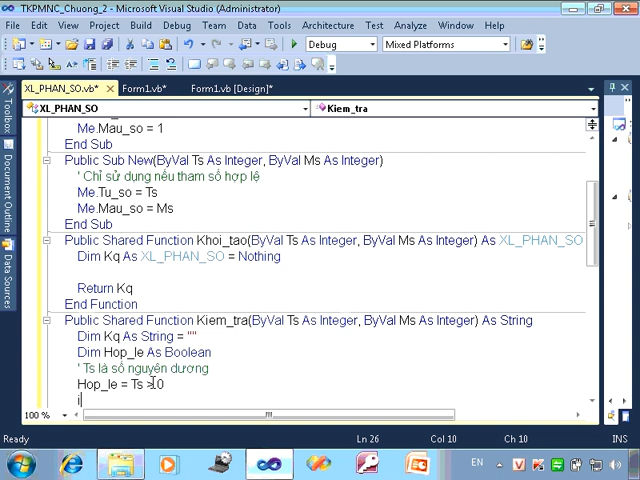 TKPMNC_Chuong_2 - Microsoft Visual Studio (Administrator)
File Edit View Project Build Debug Team Data Tools Architecture Test Analyze Window Help
Debug Mixed Platforms
XL_PHAN_SO.vb* Form1.vb* Form1.vb [Design]*
XL_PHAN_SO Kiem_tra
Me.Mau_so = 1
End Sub
Public Sub New(ByVal Ts As Integer, ByVal Ms As Integer)
' Chỉ sử dụng nếu tham số hợp lệ
Me.Tu_so = Ts
Me.Mau_so = Ms
End Sub
Public Shared Function Khoi_tao(ByVal Ts As Integer, ByVal Ms As Integer) As XL_PHAN_SO
Dim Kq As XL_PHAN_SO = Nothing
Return Kq
End Function
Public Shared Function Kiem_tra(ByVal Ts As Integer, ByVal Ms As Integer) As String
Dim Kq As String = ""
Dim Hop_le As Boolean
' Ts là số nguyên dương
Hop_le = Ts > 0
i
100 %
Toolbox
Document Outline
Data Sources
Ready Ln 26 Col 10 Ch 10 INS
EN